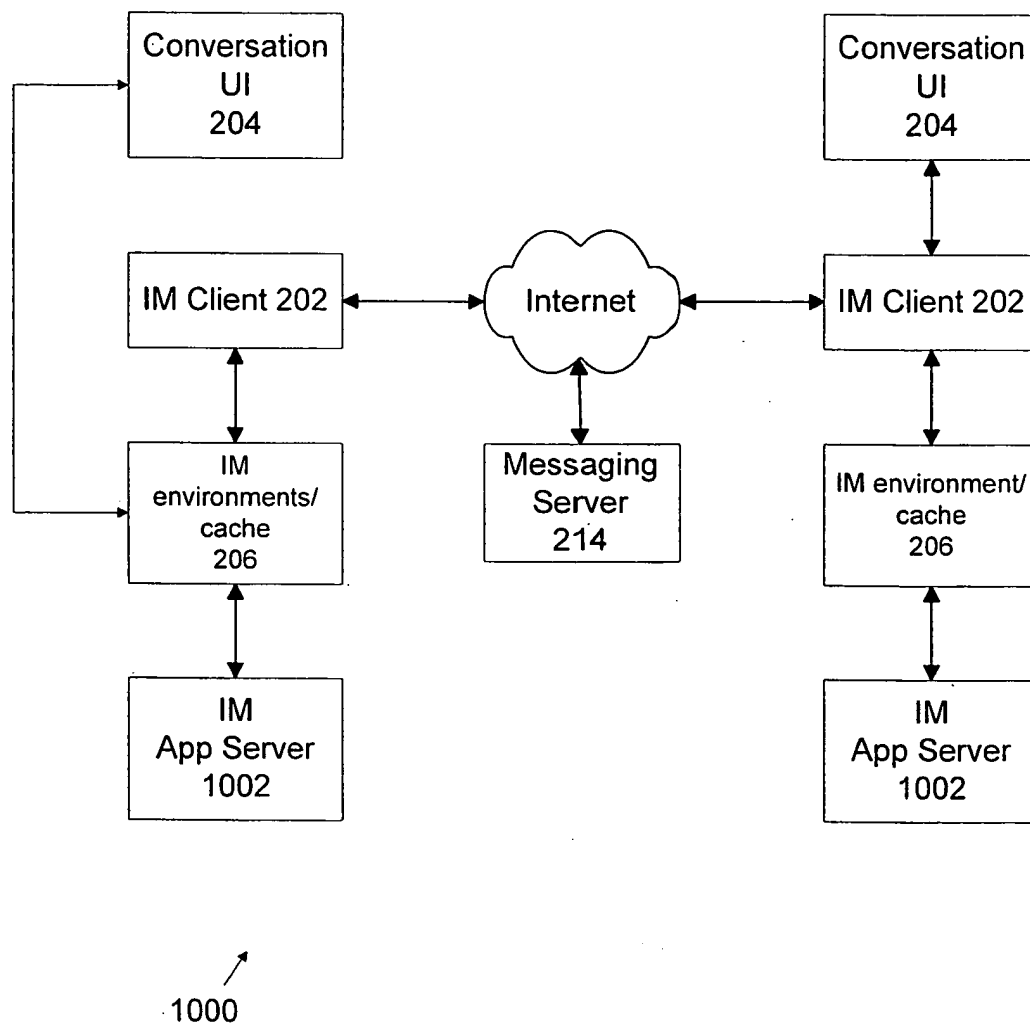 Conversation
UI
204
Conversation
UI
204
IM Client 202
Internet
IM Client 202
IM
environments/
cache
206
Messaging
Server
214
IM environment/
cache
206
IM
App Server
1002
IM
App Server
1002
1000